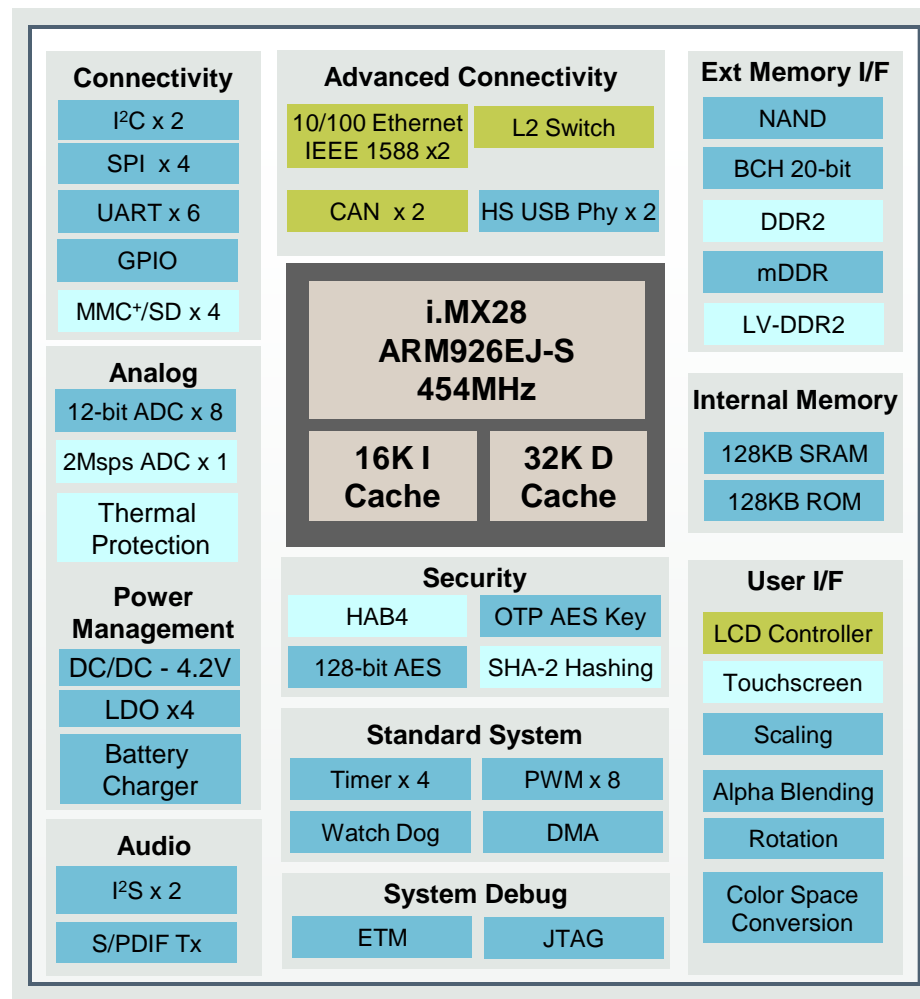 Connectivity
I²C x 2
SPI x 4
UART x 6
GPIO
MMC⁺/SD x 4
Analog
12-bit ADC x 8
2Msps ADC x 1
Thermal
Protection
Power
Management
DC/DC - 4.2V
LDO x4
Battery
Charger
Audio
I²S x 2
S/PDIF Tx
Advanced Connectivity
10/100 Ethernet
IEEE 1588 x2
L2 Switch
CAN x 2
HS USB Phy x 2
i.MX28
ARM926EJ-S
454MHz
16K I
Cache
32K D
Cache
Security
HAB4
OTP AES Key
128-bit AES
SHA-2 Hashing
Standard System
Timer x 4
PWM x 8
Watch Dog
DMA
System Debug
ETM
JTAG
Ext Memory I/F
NAND
BCH 20-bit
DDR2
mDDR
LV-DDR2
Internal Memory
128KB SRAM
128KB ROM
User I/F
LCD Controller
Touchscreen
Scaling
Alpha Blending
Rotation
Color Space
Conversion